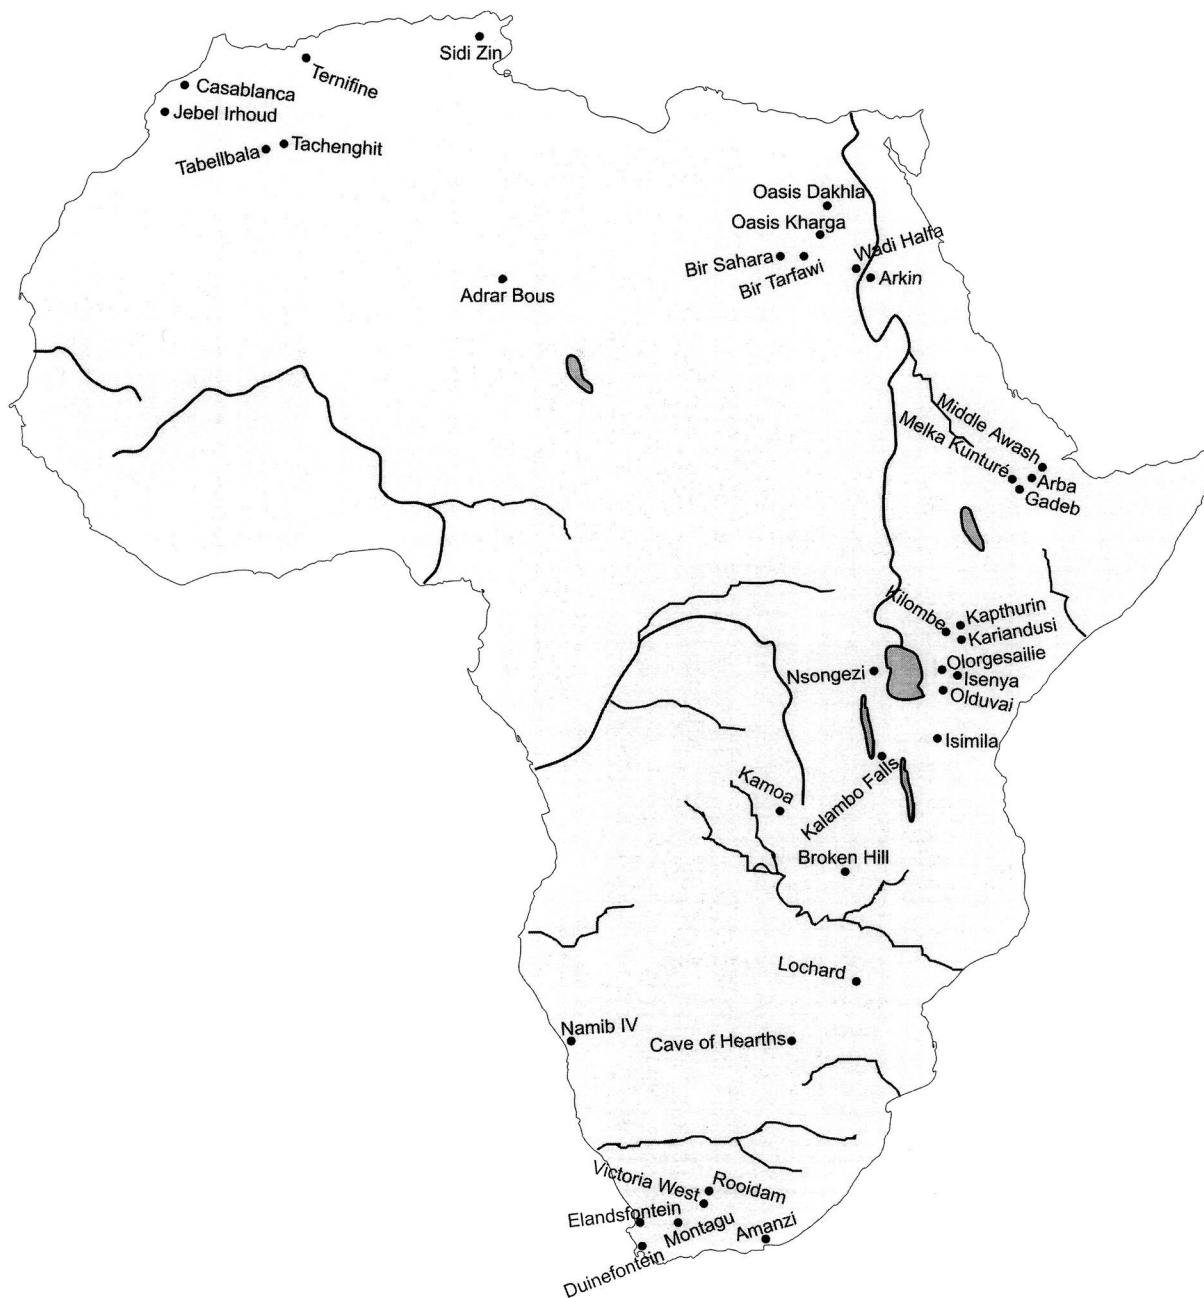 Sidi Zin
Ternifine
Casablanca
Jebel Irhoud
Tachenghit
Tabellbala
Oasis Dakhla
Oasis Kharga
Wadi Halfa
Bir Sahara
Bir Tarfawi
Arkin
Adrar Bous
Middle Awash
Melka Kunturé
Arba
Gadeb
Kilombe
Kapthurin
Kariandusi
Olorgesailie
Nsongezi
Isenya
Olduvai
Isimila
Kamoa
Kalambo Falls
Broken Hill
Lochard
Namib IV
Cave of Hearths
Victoria West
Rooidam
Elandsfontein
Montagu
Amanzi
Duinefontein